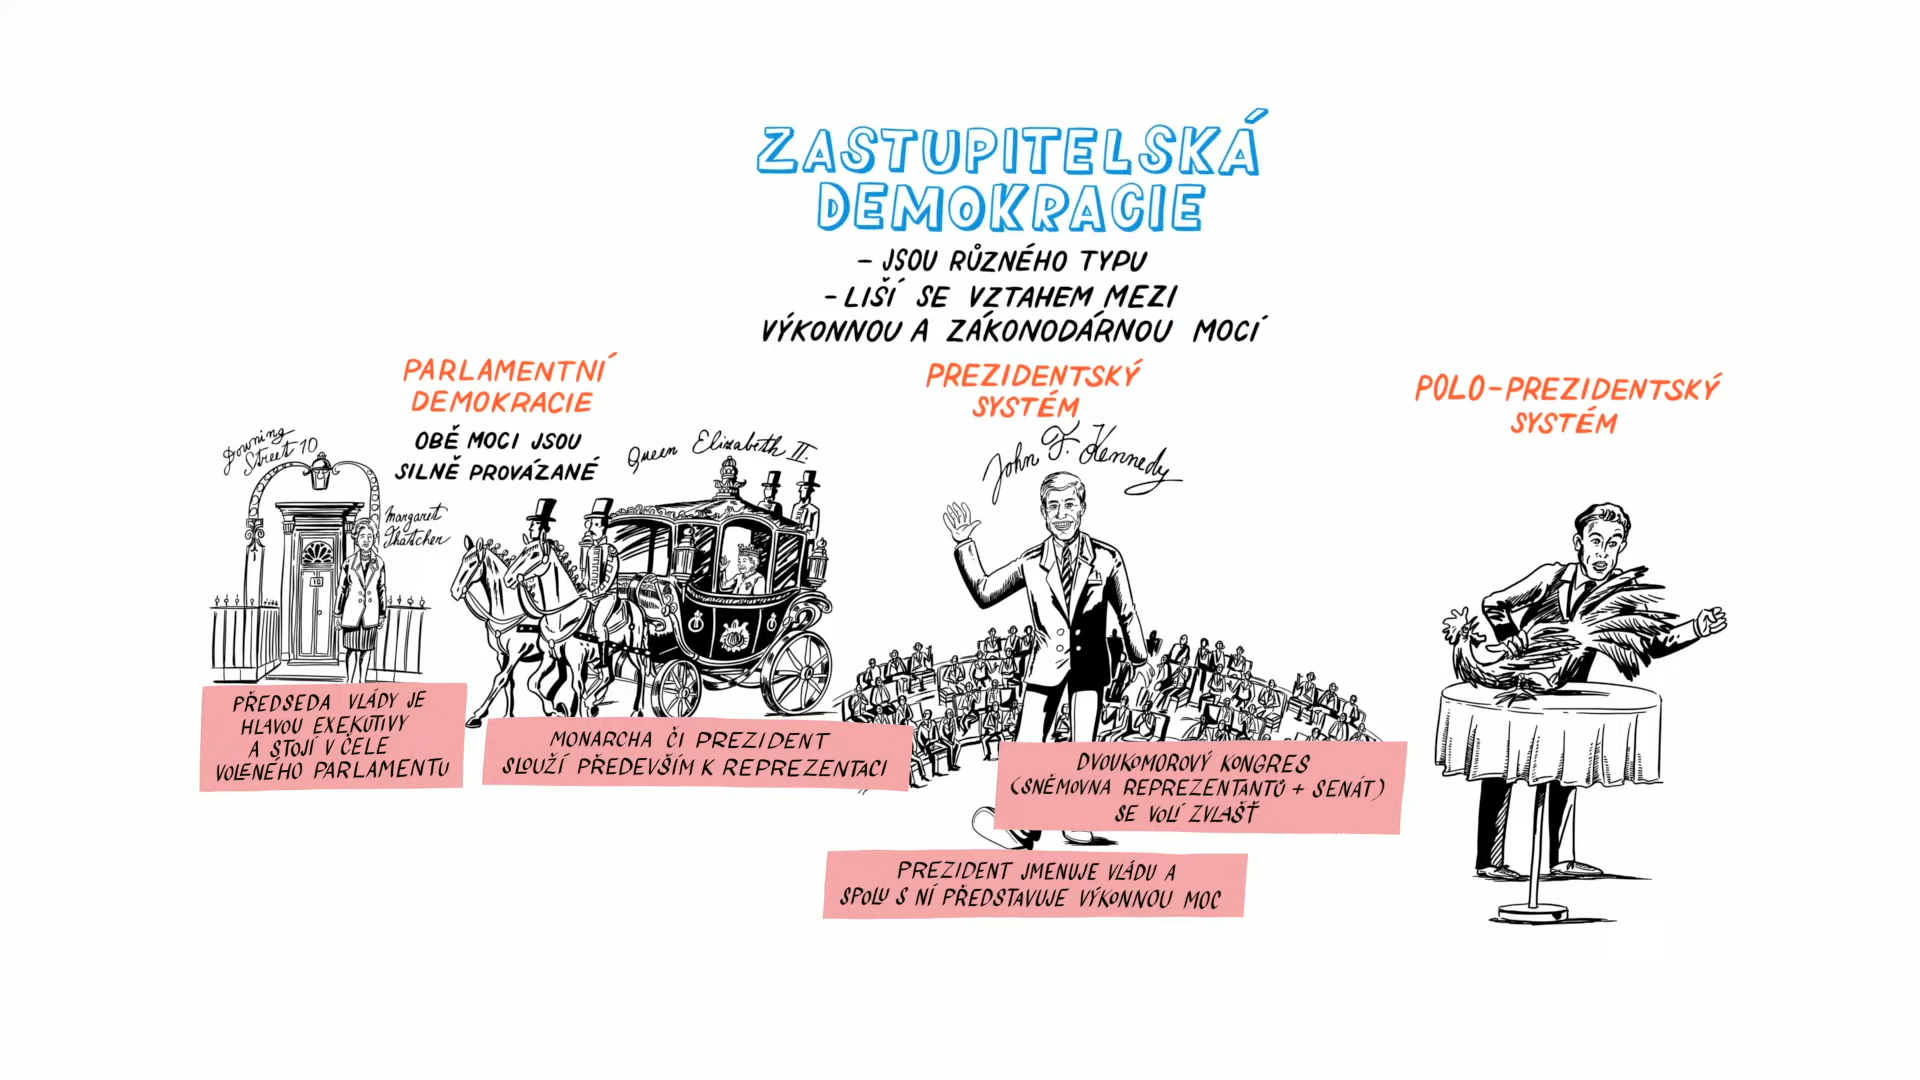 ZASTUPITELSKÁ
DEMOKRACIE
- JSOU RŮZNÉHO TYPU
- LIŠÍ SE VZTAHEM MEZI
VÝKONNOU A ZÁKONODÁRNOU MOCÍ
PARLAMENTNÍ
DEMOKRACIE
OBĚ MOCI JSOU
SILNĚ PROVÁZANÉ
Downing
Street 10
Margaret
Thatcher
10
Queen Elizabeth II.
PŘEDSEDA VLÁDY JE
HLAVOU EXEKUTIVY
A STOJÍ V ČELE
VOLENÉHO PARLAMENTU
MONARCHA ČI PREZIDENT
SLOUŽÍ PŘEDEVŠÍM K REPREZENTACI
PREZIDENTSKÝ
SYSTÉM
John F. Kennedy
DVOUKOMOROVÝ KONGRES
(SNĚMOVNA REPREZENTANTŮ + SENÁT)
SE VOLÍ ZVLÁŠŤ
PREZIDENT JMENUJE VLÁDU A
SPOLU S NÍ PŘEDSTAVUJE VÝKONNOU MOC
POLO-PREZIDENTSKÝ
SYSTÉM